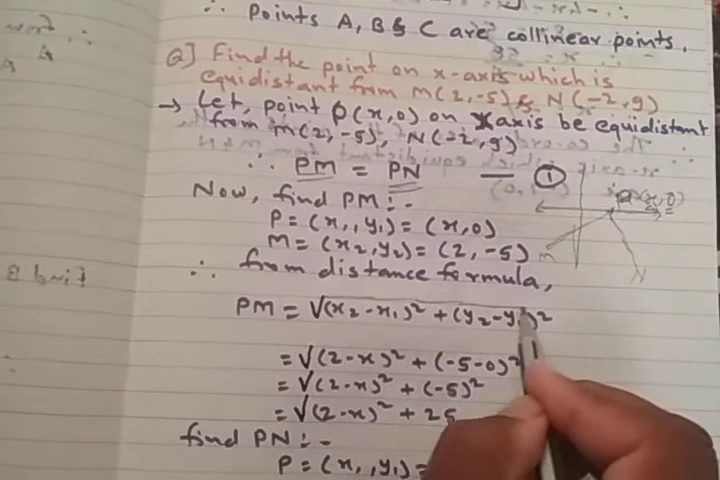 ∴ Points A, B & C are collinear points.
Q] Find the point on x-axis which is
equidistant from M(2,-5) & N(-2,9)
→ Let, point P(x,0) on X axis be equidistant
from M(2,-5), N(-2,9)
∴ PM = PN — ①
Now, find PM :-
P = (x₁, y₁) = (x,0)
M = (x₂,y₂) = (2,-5)
∴ from distance formula,
PM = √(x₂-x₁)² + (y₂-y₁)²
= √(2-x)² + (-5-0)²
= √(2-x)² + (-5)²
= √(2-x)² + 25
find PN :-
P = (x₁, y₁) =
P(x,0)
M
N